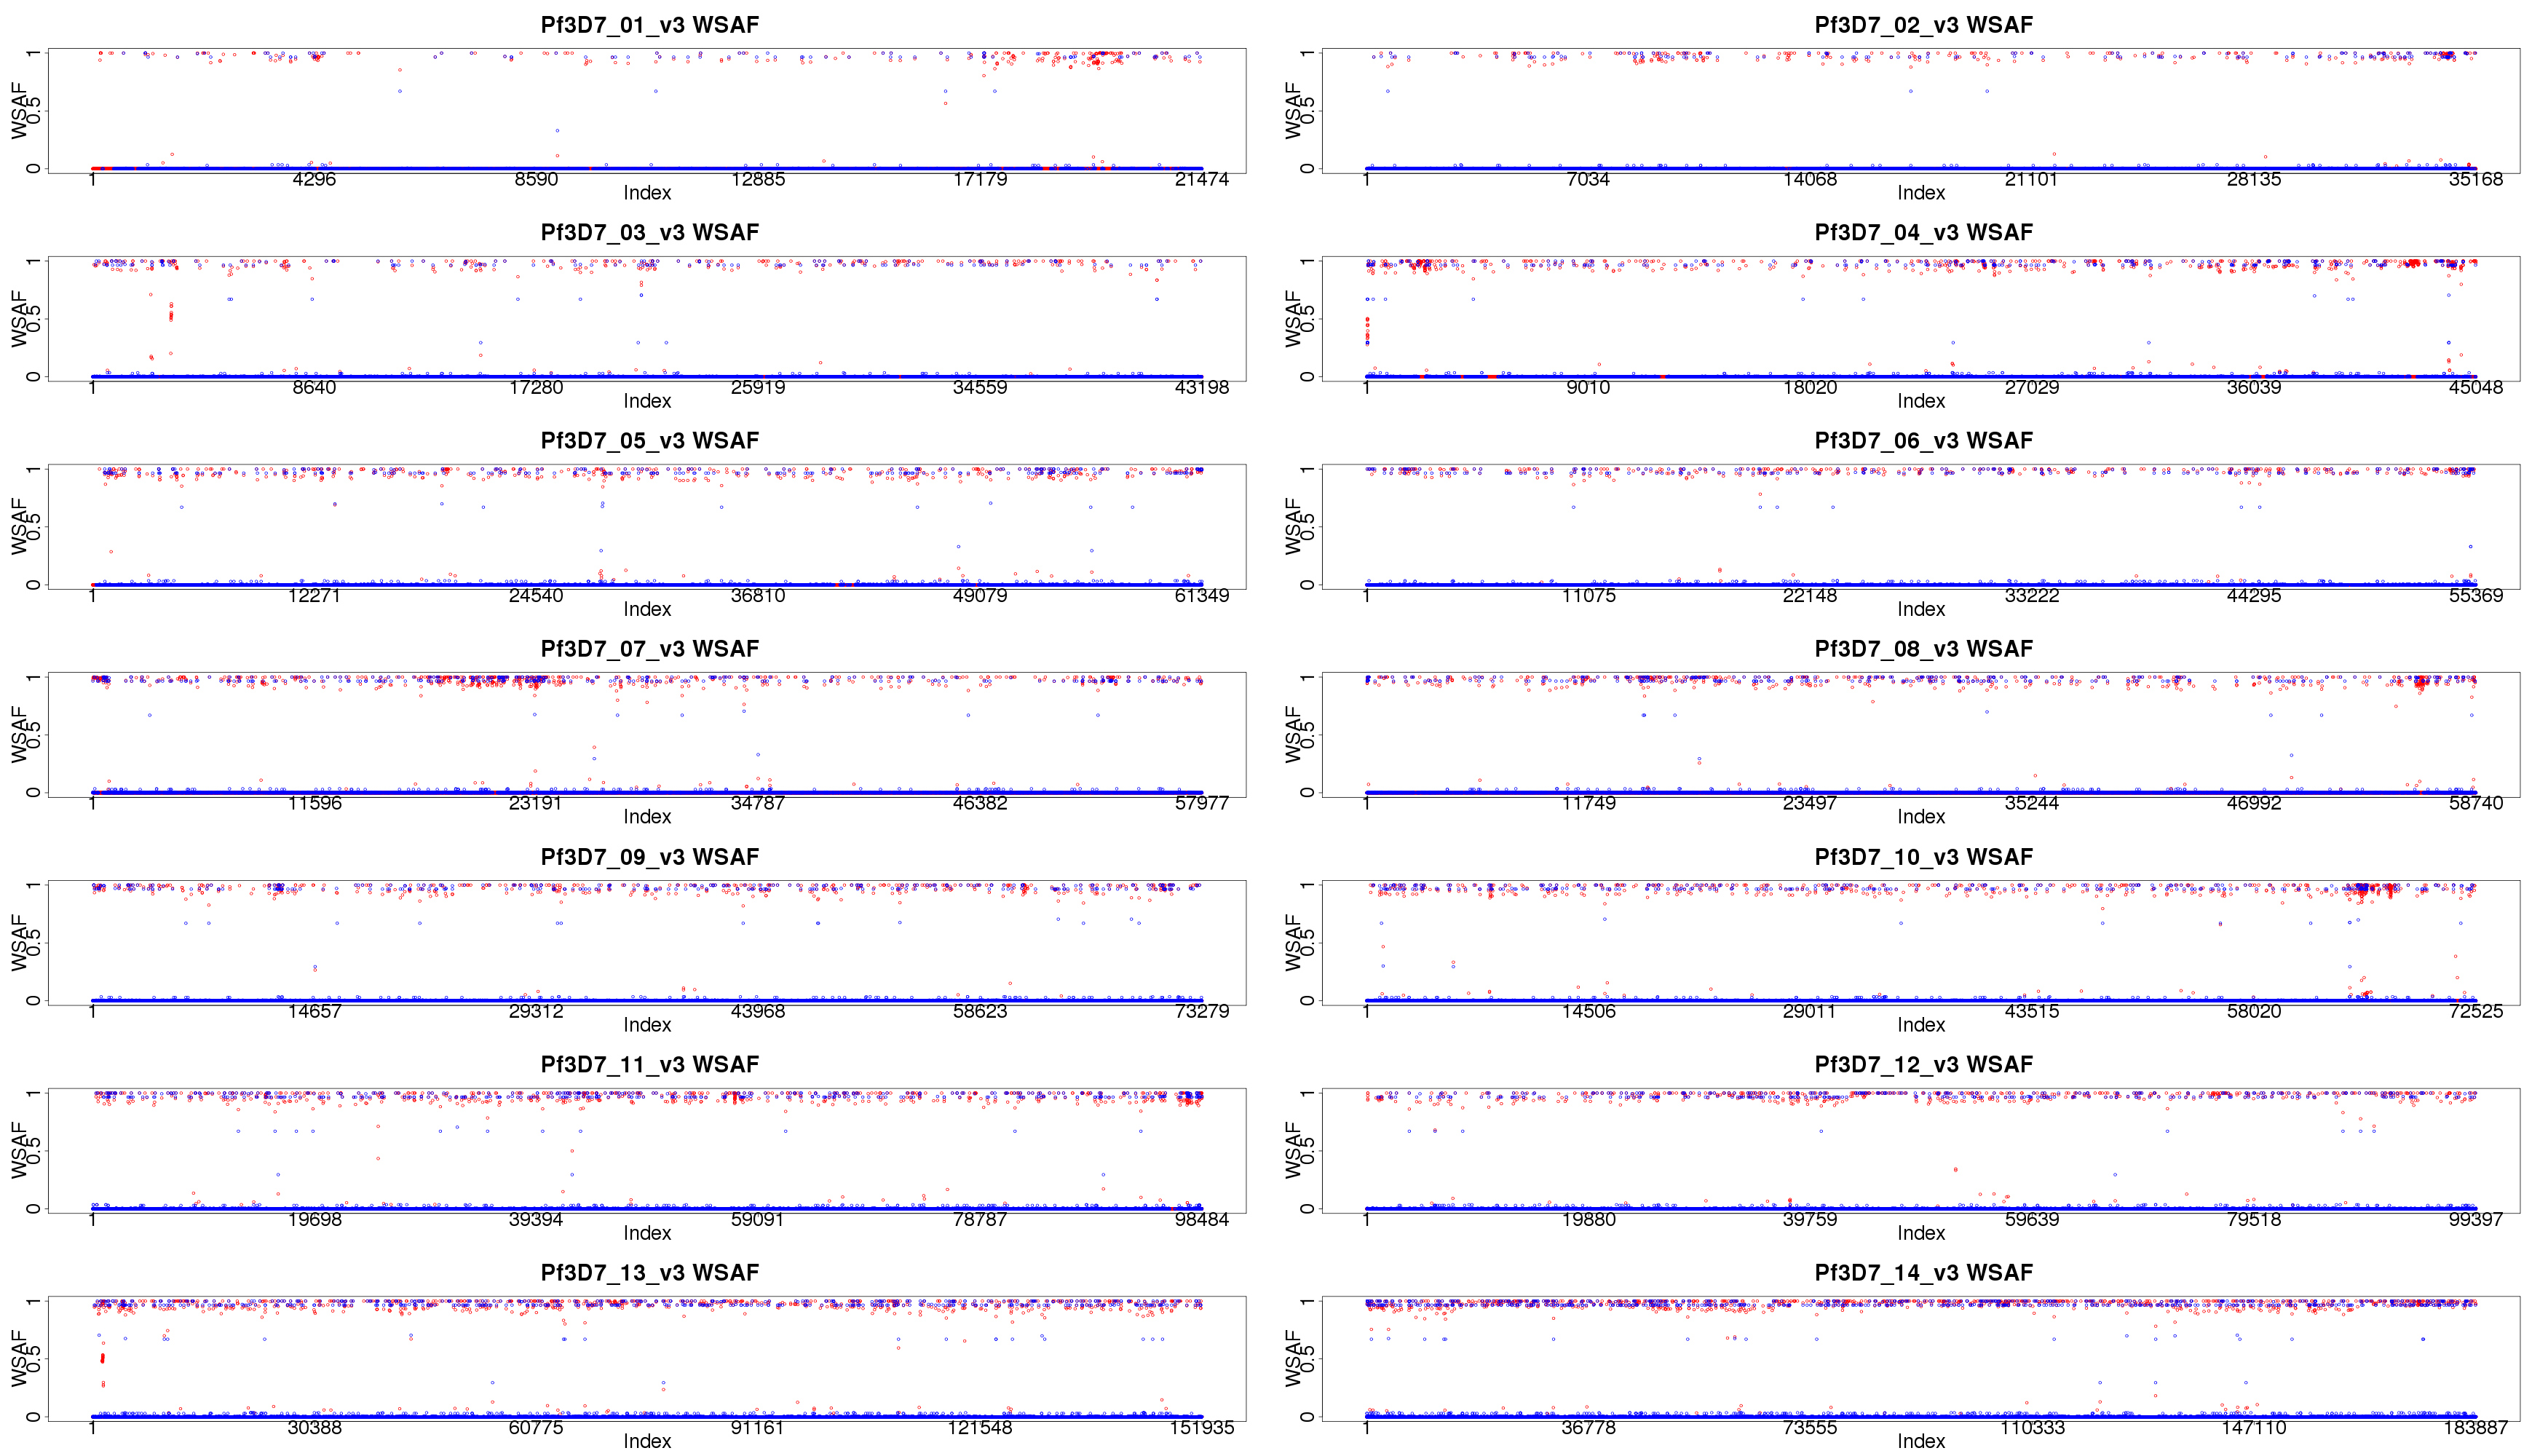 Pf3D7_01_v3 WSAF
WSAF
0 0.5 1
1 4296 8590 12885 17179 21474
Index
Pf3D7_02_v3 WSAF
WSAF
0 0.5 1
1 7034 14068 21101 28135 35168
Index
Pf3D7_03_v3 WSAF
WSAF
0 0.5 1
1 8640 17280 25919 34559 43198
Index
Pf3D7_04_v3 WSAF
WSAF
0 0.5 1
1 9010 18020 27029 36039 45048
Index
Pf3D7_05_v3 WSAF
WSAF
0 0.5 1
1 12271 24540 36810 49079 61349
Index
Pf3D7_06_v3 WSAF
WSAF
0 0.5 1
1 11075 22148 33222 44295 55369
Index
Pf3D7_07_v3 WSAF
WSAF
0 0.5 1
1 11596 23191 34787 46382 57977
Index
Pf3D7_08_v3 WSAF
WSAF
0 0.5 1
1 11749 23497 35244 46992 58740
Index
Pf3D7_09_v3 WSAF
WSAF
0 0.5 1
1 14657 29312 43968 58623 73279
Index
Pf3D7_10_v3 WSAF
WSAF
0 0.5 1
1 14506 29011 43515 58020 72525
Index
Pf3D7_11_v3 WSAF
WSAF
0 0.5 1
1 19698 39394 59091 78787 98484
Index
Pf3D7_12_v3 WSAF
WSAF
0 0.5 1
1 19880 39759 59639 79518 99397
Index
Pf3D7_13_v3 WSAF
WSAF
0 0.5 1
1 30388 60775 91161 121548 151935
Index
Pf3D7_14_v3 WSAF
WSAF
0 0.5 1
1 36778 73555 110333 147110 183887
Index